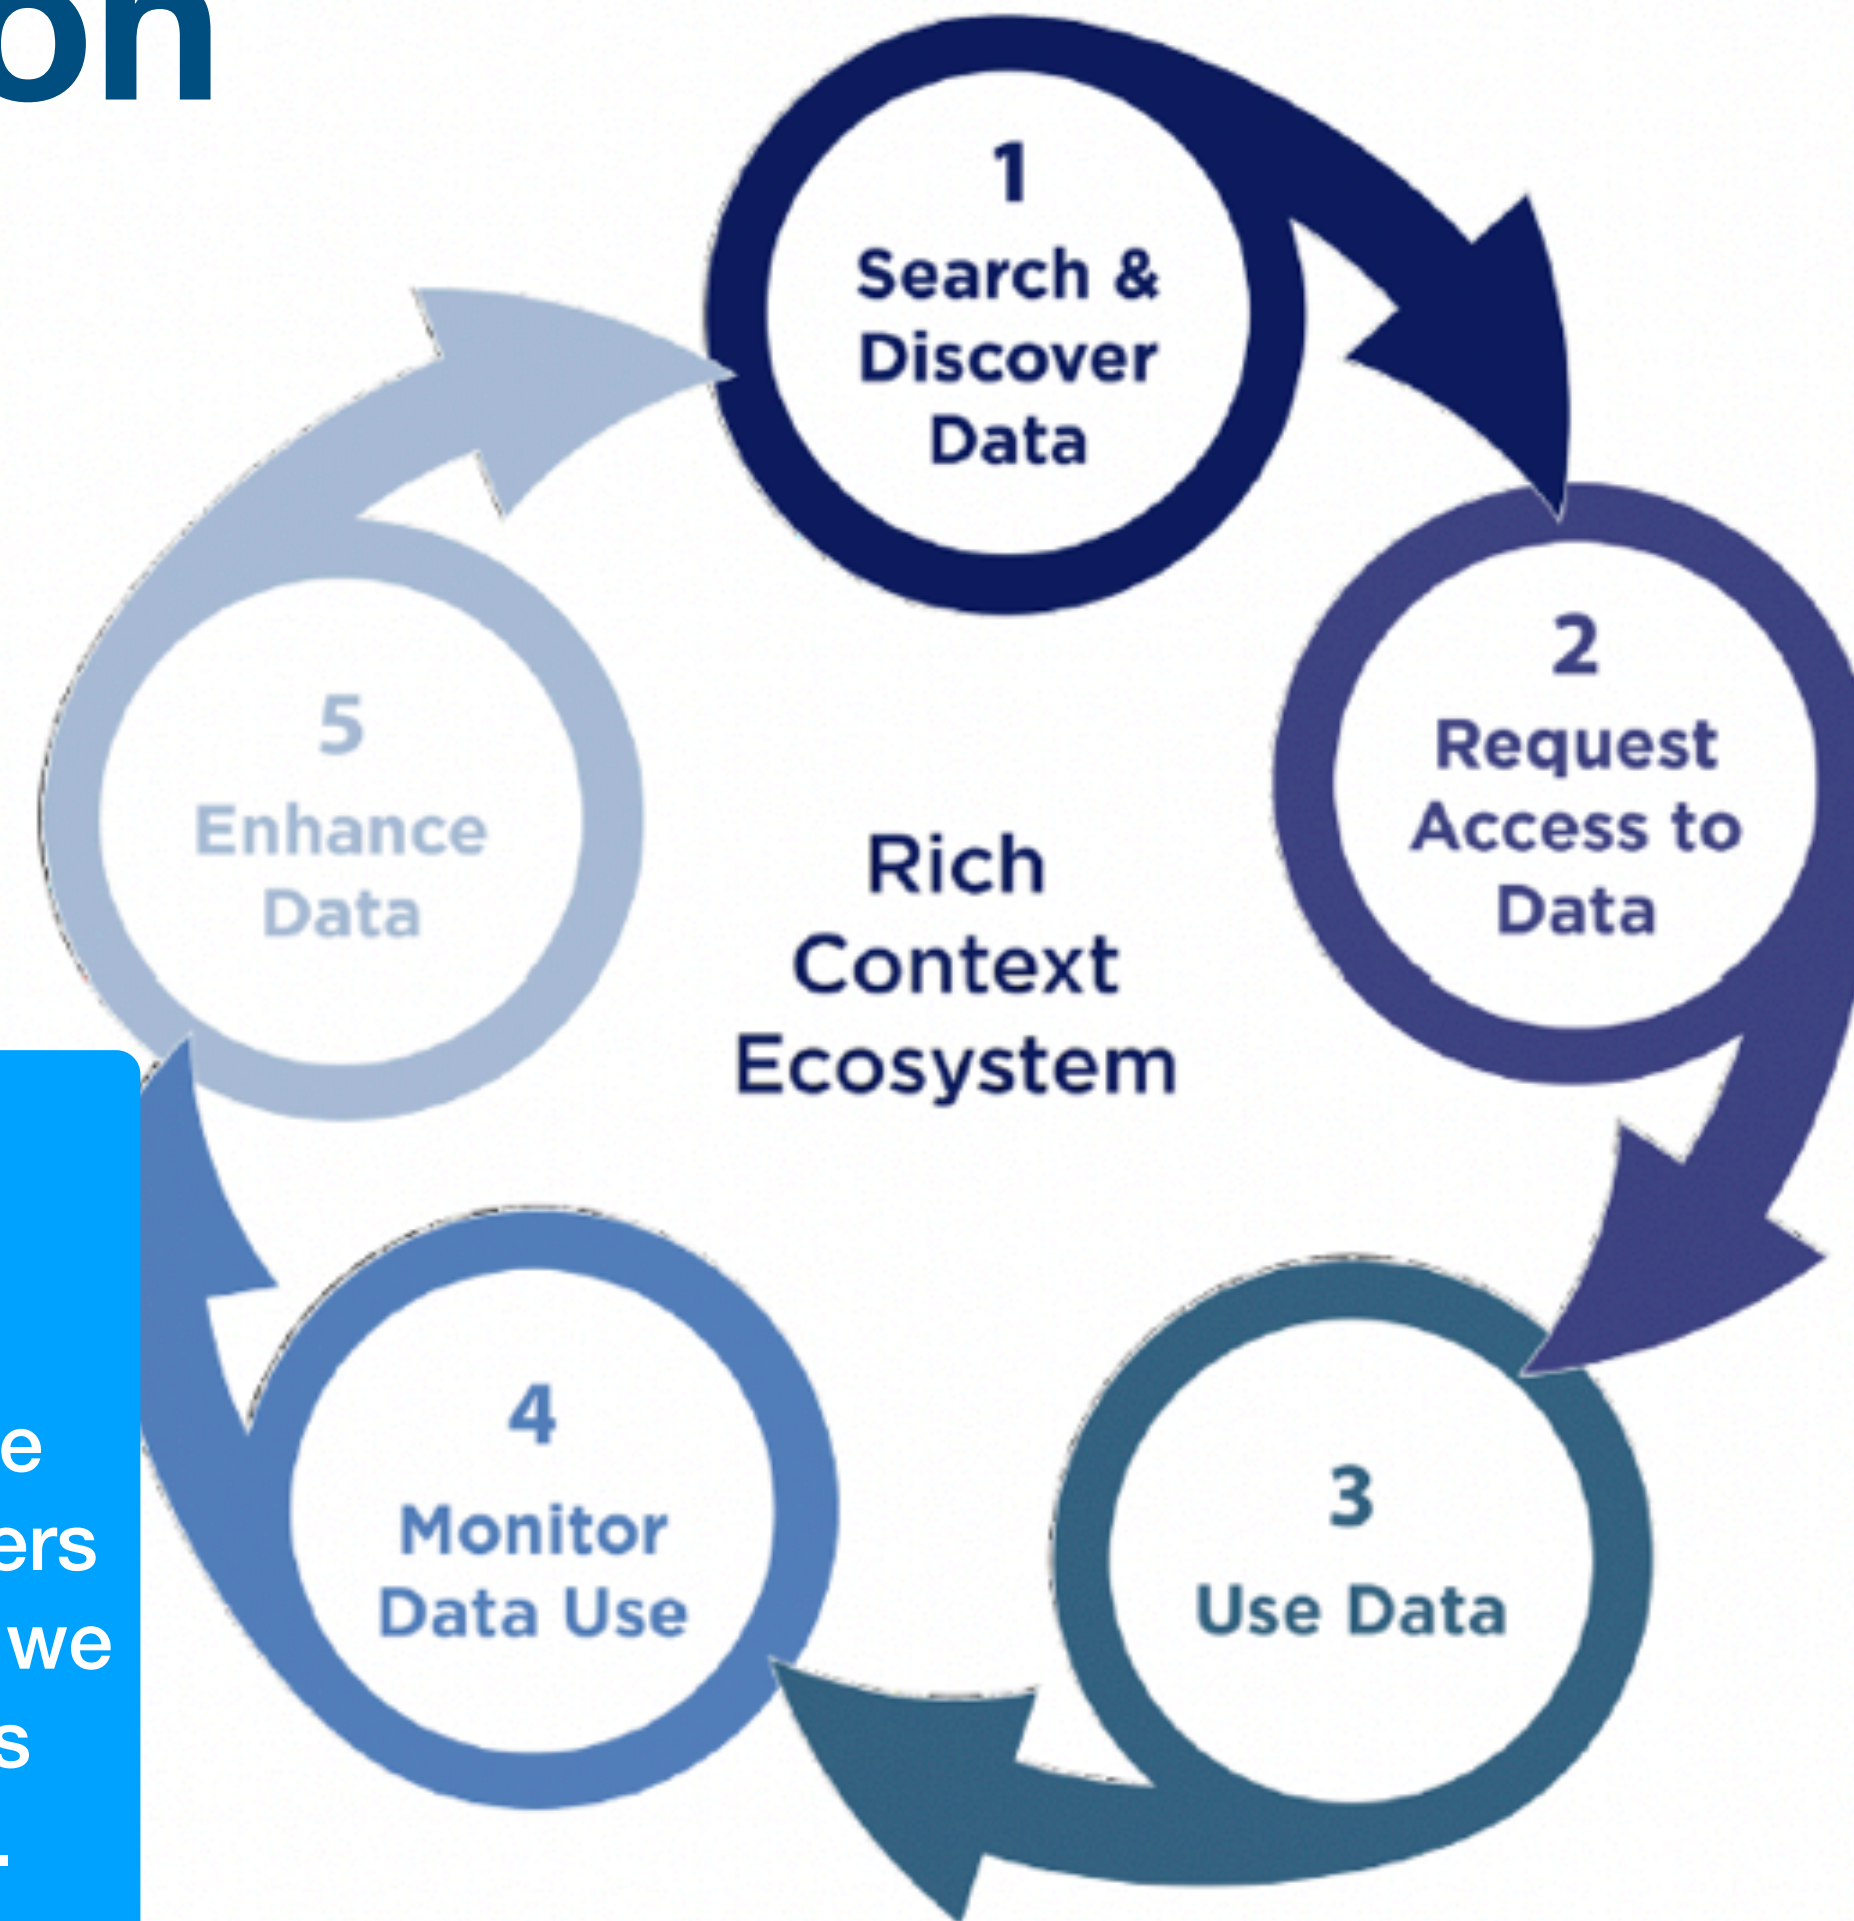 on
1
Search &
Discover
Data
2
Request
Access to
Data
3
Use Data
4
Monitor
Data Use
5
Enhance
Data
Rich
Context
Ecosystem
e
ers
we
s
.